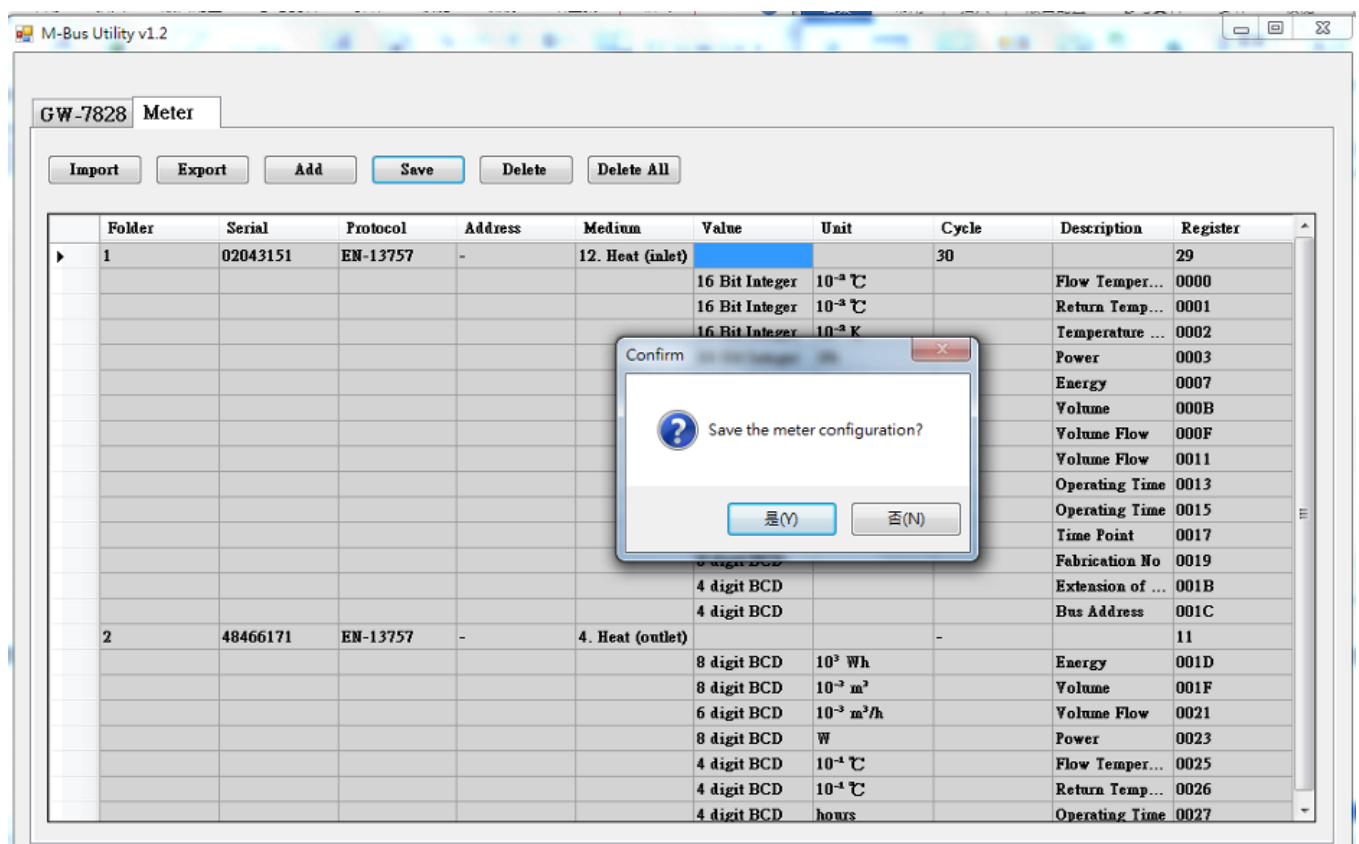 M-Bus Utility v1.2
GW-7828 Meter
Import Export Add Save Delete Delete All
Folder Serial Protocol Address Medium Value Unit Cycle Description Register
1 02043151 EN-13757 - 12. Heat (inlet) 30 29
16 Bit Integer 10⁻² ℃ Flow Temper... 0000
16 Bit Integer 10⁻² ℃ Return Temp... 0001
16 Bit Integer 10⁻² K Temperature ... 0002
Confirm
Power 0003
Energy 0007
Volume 000B
Save the meter configuration?
Volume Flow 000F
Volume Flow 0011
Operating Time 0013
是(Y) 否(N)
Operating Time 0015
Time Point 0017
Fabrication No 0019
4 digit BCD Extension of ... 001B
4 digit BCD Bus Address 001C
2 48466171 EN-13757 - 4. Heat (outlet) - 11
8 digit BCD 10³ Wh Energy 001D
8 digit BCD 10⁻² m³ Volume 001F
6 digit BCD 10⁻³ m³/h Volume Flow 0021
8 digit BCD W Power 0023
4 digit BCD 10⁻¹ ℃ Flow Temper... 0025
4 digit BCD 10⁻¹ ℃ Return Temp... 0026
4 digit BCD hours Operating Time 0027